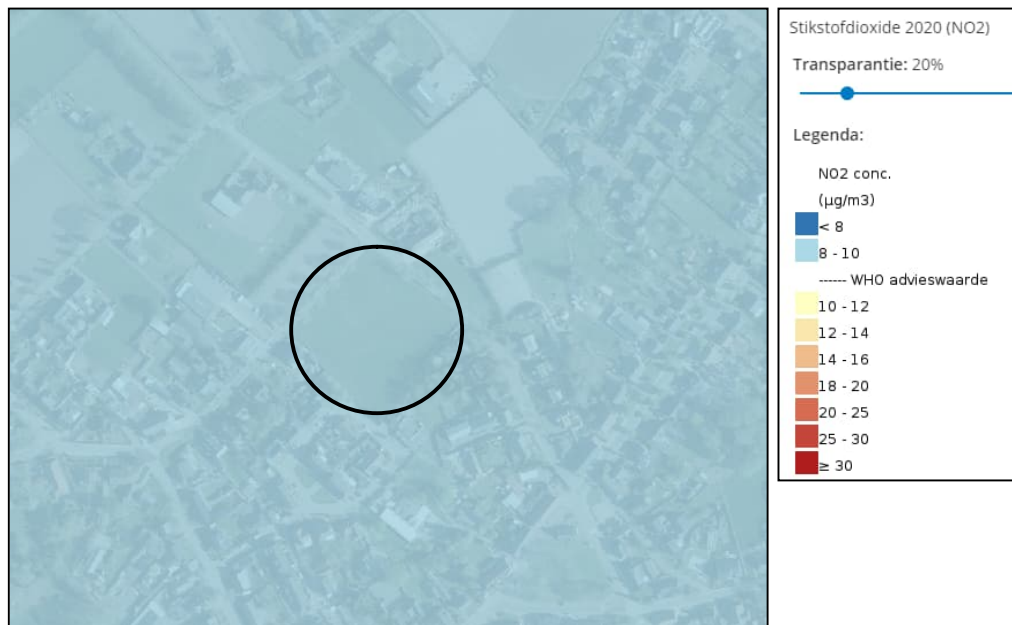 Stikstofdioxide 2020 (NO2)
Transparantie: 20%
Legenda:
NO2 conc.
(µg/m3)
< 8
8 - 10
------ WHO advieswaarde
10 - 12
12 - 14
14 - 16
18 - 20
20 - 25
25 - 30
≥ 30